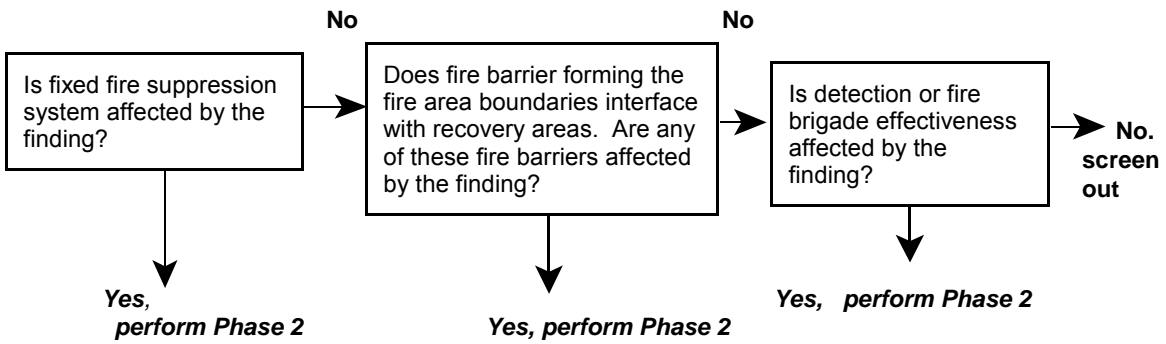 No
No
Is fixed fire suppression
system affected by the
finding?
Does fire barrier forming the
fire area boundaries interface
with recovery areas.  Are any
of these fire barriers affected
by the finding?
Is detection or fire
brigade effectiveness
affected by the
finding?
No.
screen
out
Yes,
perform Phase 2
Yes, perform Phase 2
Yes,   perform Phase 2